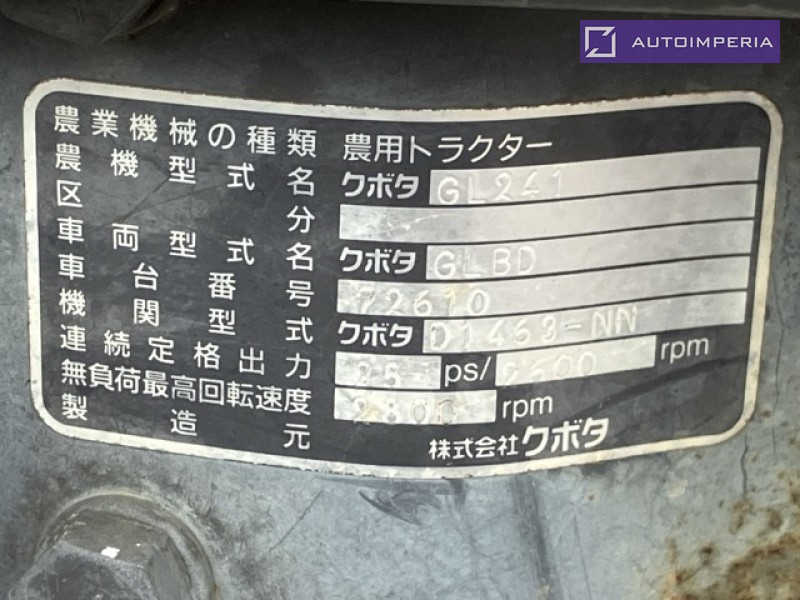 AUTOIMPERIA
農業機械の種類 農用トラクター
農機型式名 クボタ GL241
区分
車両型式名 クボタ GLBD
車台番号 72610
機関型式 クボタ D1463-NN
連続定格出力 25 ps/2600 rpm
無負荷最高回転速度 2800 rpm
製造元 株式会社クボタ